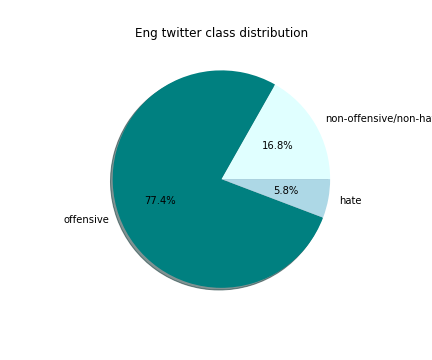 Eng twitter class distribution
non-offensive/non-ha
16.8%
77.4%
5.8%
hate
offensive